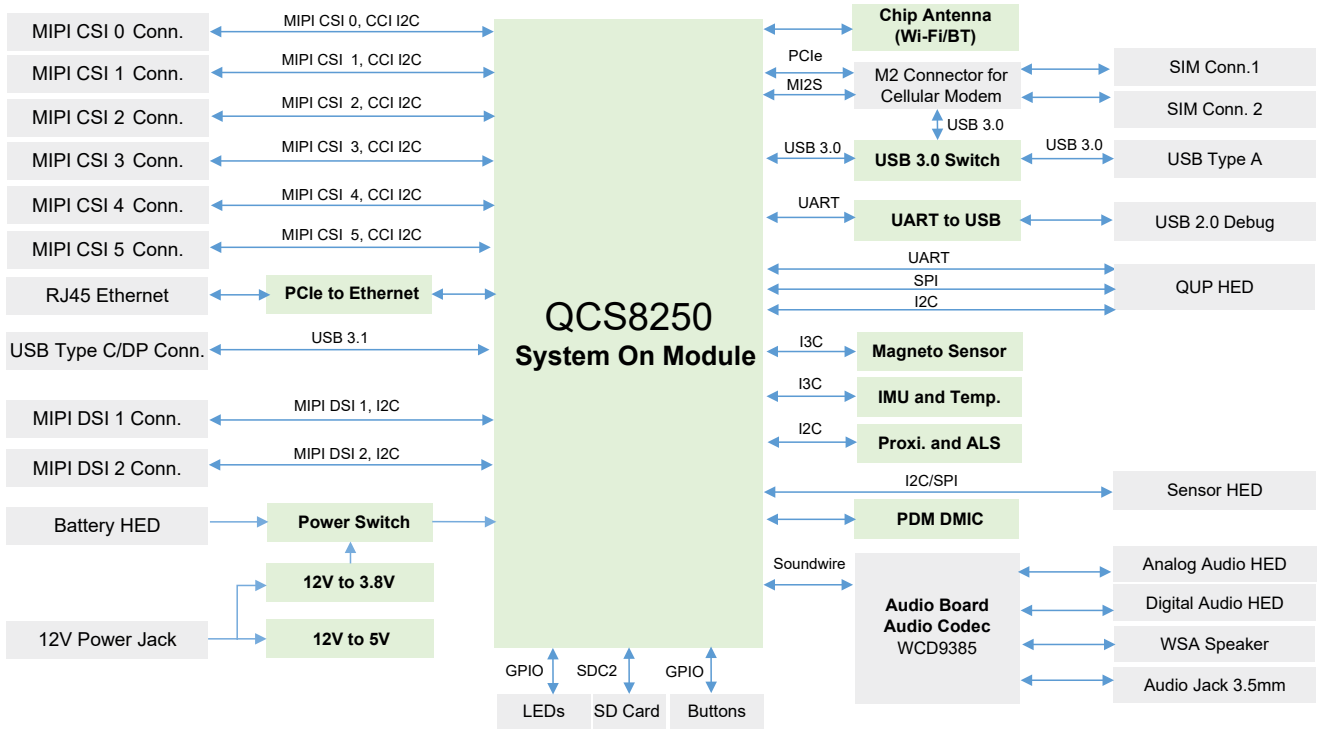 MIPI CSI 0 Conn.
MIPI CSI 0, CCI I2C
MIPI CSI 1 Conn.
MIPI CSI 1, CCI I2C
MIPI CSI 2 Conn.
MIPI CSI 2, CCI I2C
MIPI CSI 3 Conn.
MIPI CSI 3, CCI I2C
MIPI CSI 4 Conn.
MIPI CSI 4, CCI I2C
MIPI CSI 5 Conn.
MIPI CSI 5, CCI I2C
RJ45 Ethernet
PCIe to Ethernet
USB Type C/DP Conn.
USB 3.1
MIPI DSI 1 Conn.
MIPI DSI 1, I2C
MIPI DSI 2 Conn.
MIPI DSI 2, I2C
Battery HED
Power Switch
12V to 3.8V
12V Power Jack
12V to 5V
QCS8250
System On Module
GPIO
SDC2
GPIO
LEDs
SD Card
Buttons
Chip Antenna
(Wi-Fi/BT)
PCIe
MI2S
M2 Connector for
Cellular Modem
SIM Conn.1
SIM Conn. 2
USB 3.0
USB 3.0
USB 3.0 Switch
USB 3.0
USB Type A
UART
UART to USB
USB 2.0 Debug
UART
SPI
I2C
QUP HED
I3C
Magneto Sensor
I3C
IMU and Temp.
I2C
Proxi. and ALS
I2C/SPI
Sensor HED
PDM DMIC
Soundwire
Audio Board
Audio Codec
WCD9385
Analog Audio HED
Digital Audio HED
WSA Speaker
Audio Jack 3.5mm